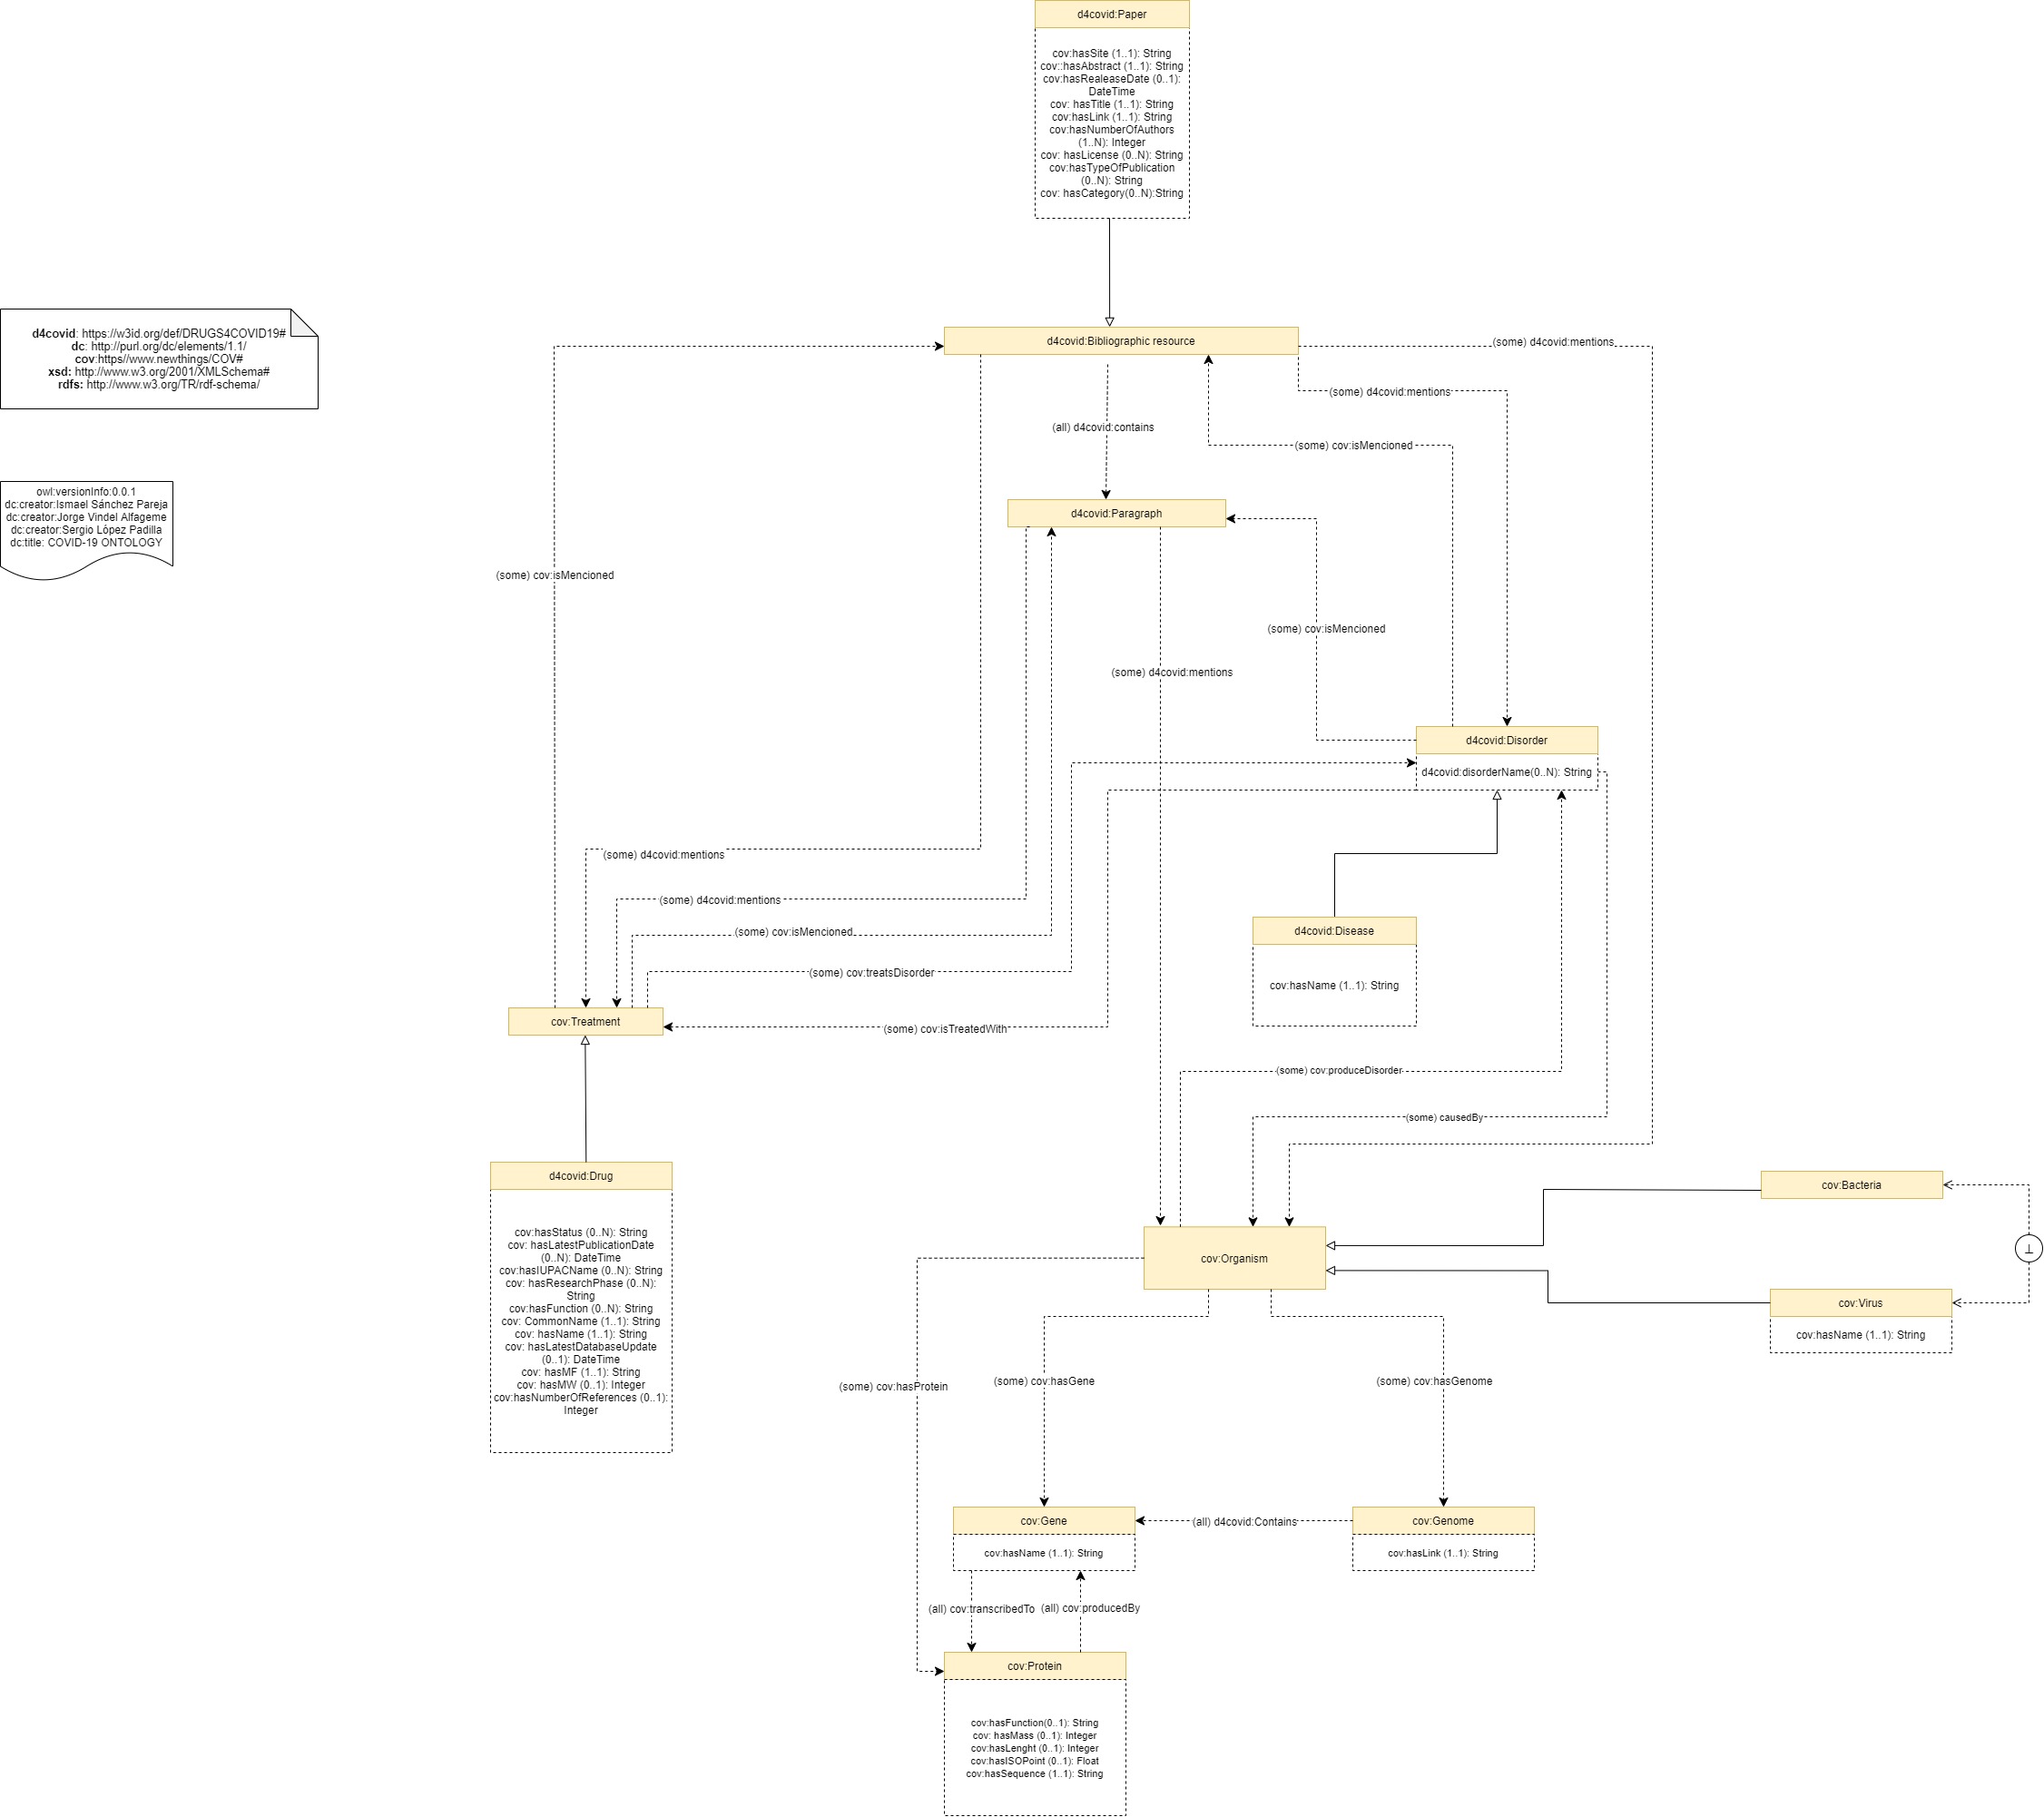 d4covid:Paper
cov:hasSite (1..1): String
cov::hasAbstract (1..1): String
cov:hasRealeaseDate (0..1):
DateTime
cov: hasTitle (1..1): String
cov:hasLink (1..1): String
cov:hasNumberOfAuthors
(1..N): Integer
cov: hasLicense (0..N): String
cov:hasTypeOfPublication
(0..N): String
cov: hasCategory(0..N):String
d4covid: https://w3id.org/def/DRUGS4COVID19#
dc: http://purl.org/dc/elements/1.1/
cov:https//www.newthings/COV#
xsd: http://www.w3.org/2001/XMLSchema#
rdfs: http://www.w3.org/TR/rdf-schema/
d4covid:Bibliographic resource
(some) d4covid:mentions
(some) d4covid:mentions
(all) d4covid:contains
(some) cov:isMencioned
owl:versionInfo:0.0.1
dc:creator:Ismael Sánchez Pareja
dc:creator:Jorge Vindel Alfageme
dc:creator:Sergio López Padilla
dc:title: COVID-19 ONTOLOGY
d4covid:Paragraph
(some) cov:isMencioned
(some) cov:isMencioned
(some) d4covid:mentions
d4covid:Disorder
d4covid:disorderName(0..N): String
(some) d4covid:mentions
(some) d4covid:mentions
(some) cov:isMencioned
d4covid:Disease
cov:hasName (1..1): String
(some) cov:treatsDisorder
cov:Treatment
(some) cov:isTreatedWith
(some) cov:produceDisorder
(some) causedBy
d4covid:Drug
cov:hasStatus (0..N): String
cov: hasLatestPublicationDate
(0..N): DateTime
cov:hasIUPACName (0..N): String
cov: hasResearchPhase (0..N):
String
cov:hasFunction (0..N): String
cov: CommonName (1..1): String
cov: hasName (1..1): String
cov: hasLatestDatabaseUpdate
(0..1): DateTime
cov: hasMF (1..1): String
cov: hasMW (0..1): Integer
cov:hasNumberOfReferences (0..1):
Integer
cov:Bacteria
⊥
cov:Organism
cov:Virus
cov:hasName (1..1): String
(some) cov:hasProtein
(some) cov:hasGene
(some) cov:hasGenome
cov:Gene
cov:hasName (1..1): String
(all) d4covid:Contains
cov:Genome
cov:hasLink (1..1): String
(all) cov:transcribedTo
(all) cov:producedBy
cov:Protein
cov:hasFunction(0..1): String
cov: hasMass (0..1): Integer
cov:hasLenght (0..1): Integer
cov:hasISOPoint (0..1): Float
cov:hasSequence (1..1): String